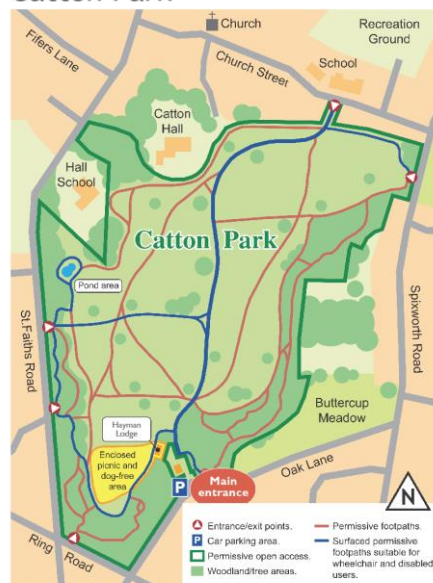 Catton Park
Church
Recreation
Ground
Fifers Lane
Church Street
School
Catton
Hall
Hall
School
Catton Park
Pond area
St.Faiths Road
Spixworth Road
Buttercup
Meadow
Hayman
Lodge
Enclosed
picnic and
dog-free
area
Oak Lane
P
Main
entrance
N
Ring Road
Entrance/exit points.
P Car parking area.
Permissive open access.
Woodland/tree areas.
Permissive footpaths.
Surfaced permissive
footpaths suitable for
wheelchair and disabled
users.